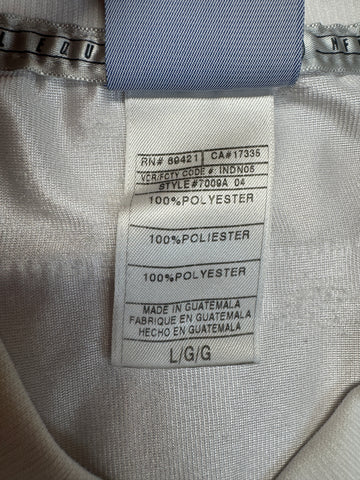 RN# 69421 CA#17335
VCR/FCTY CODE #: INDN05
STYLE#7009A 04
100%POLYESTER
100%POLIESTER
100%POLYESTER
MADE IN GUATEMALA
FABRIQUE EN GUATEMALA
HECHO EN GUATEMALA
L/G/G